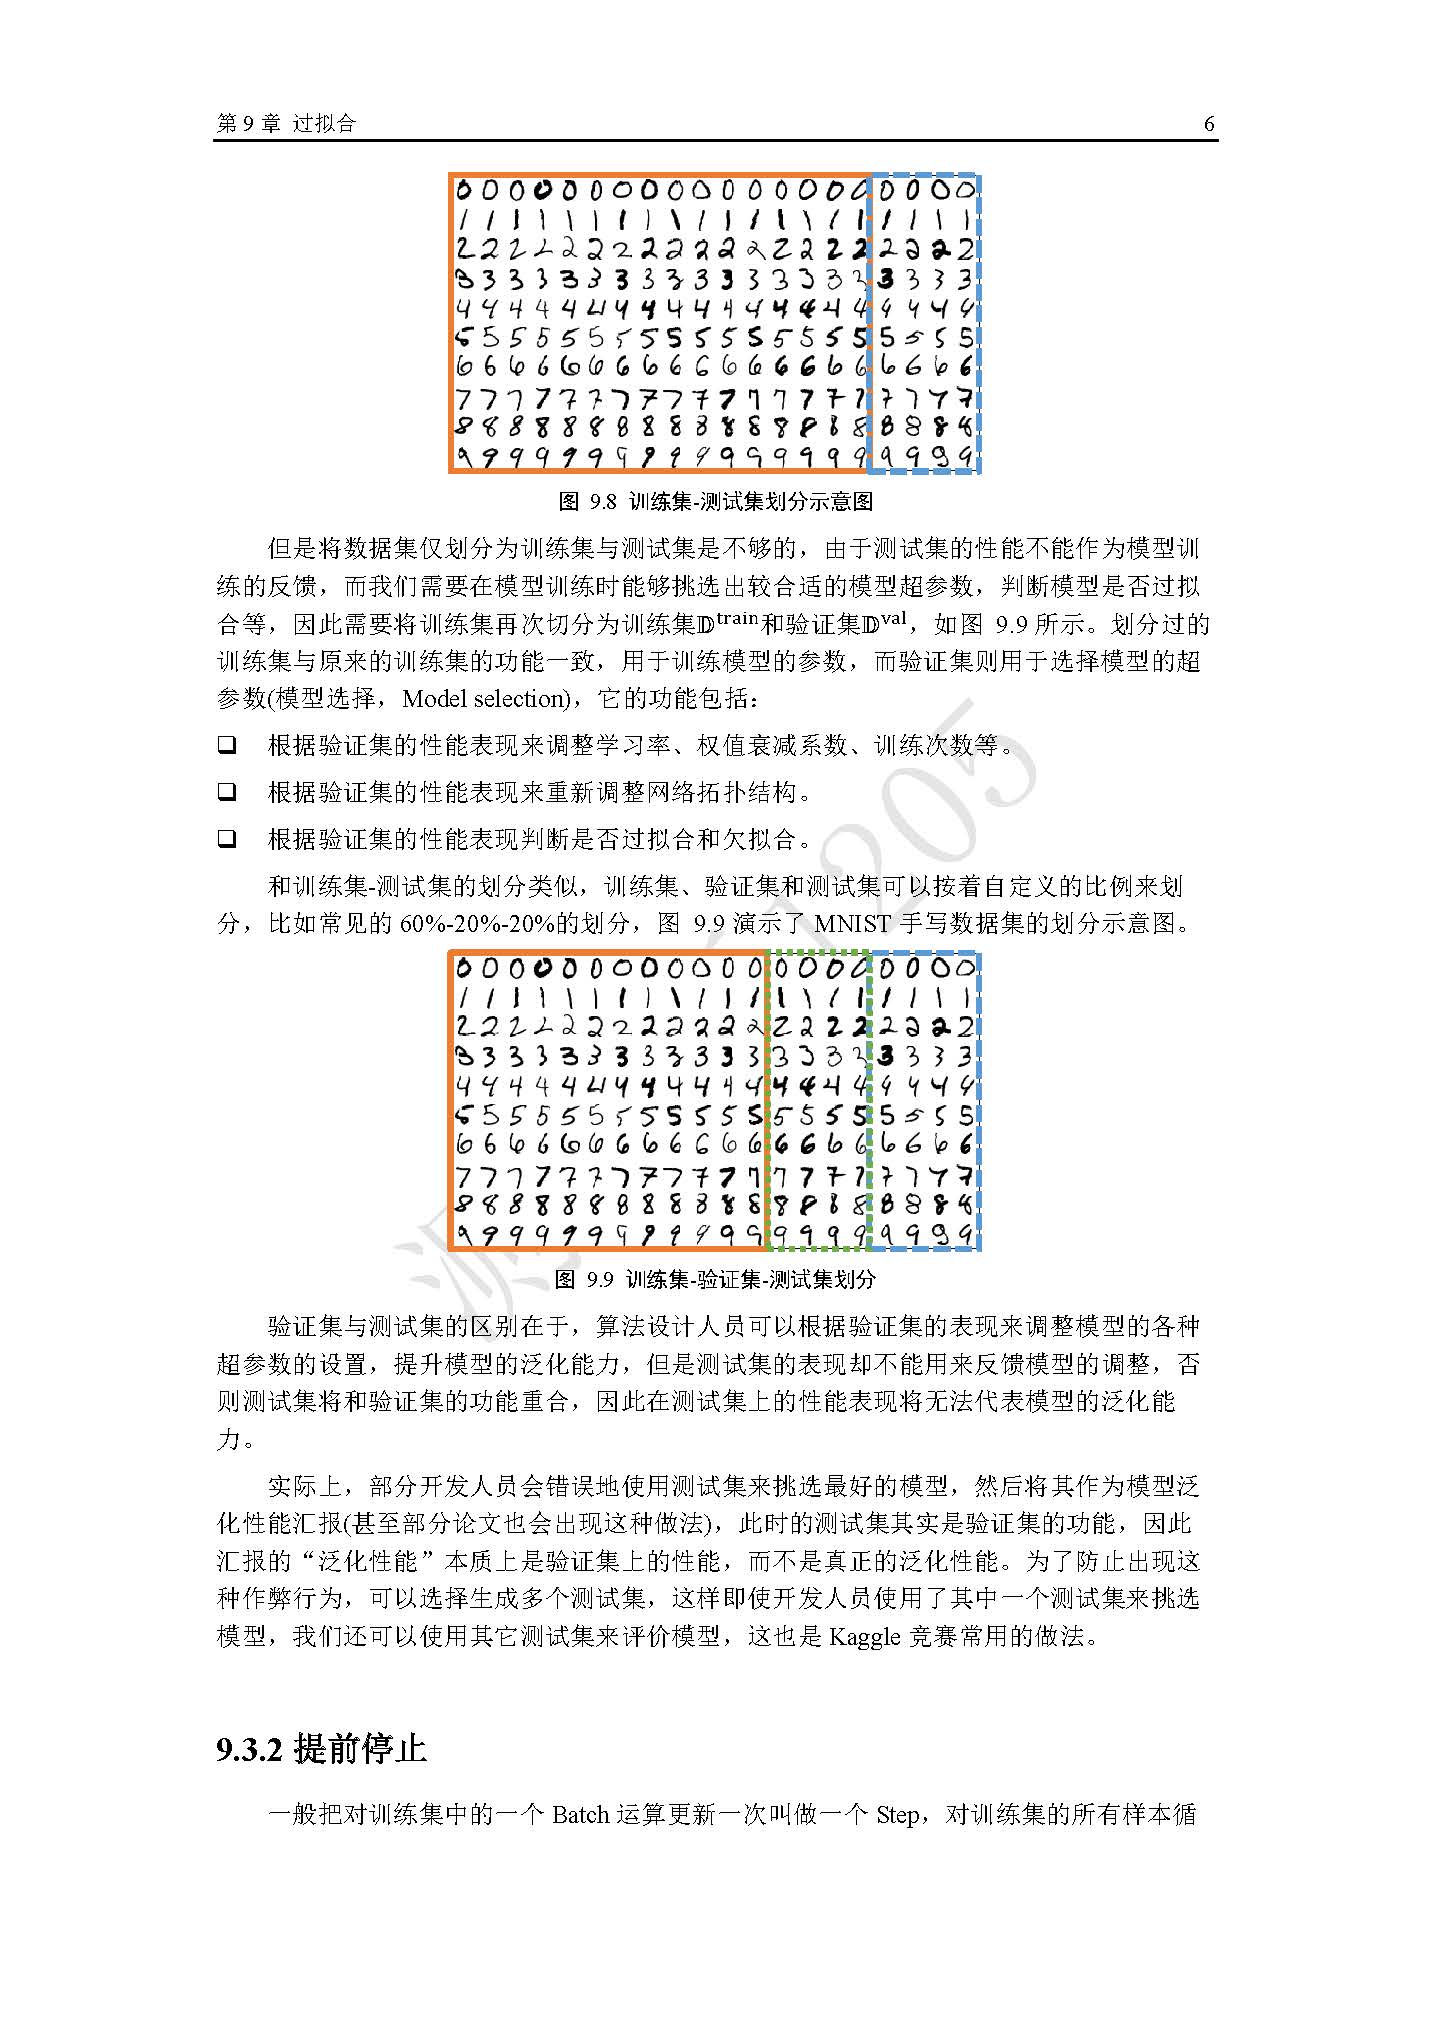 第 9 章 过拟合 6
图 9.8 训练集-测试集划分示意图
但是将数据集仅划分为训练集与测试集是不够的，由于测试集的性能不能作为模型训
练的反馈，而我们需要在模型训练时能够挑选出较合适的模型超参数，判断模型是否过拟
合等，因此需要将训练集再次切分为训练集𝔻train和验证集𝔻val，如图 9.9 所示。划分过的
训练集与原来的训练集的功能一致，用于训练模型的参数，而验证集则用于选择模型的超
参数(模型选择，Model selection)，它的功能包括：
❑ 根据验证集的性能表现来调整学习率、权值衰减系数、训练次数等。
❑ 根据验证集的性能表现来重新调整网络拓扑结构。
❑ 根据验证集的性能表现判断是否过拟合和欠拟合。
和训练集-测试集的划分类似，训练集、验证集和测试集可以按着自定义的比例来划
分，比如常见的 60%-20%-20%的划分，图 9.9 演示了 MNIST 手写数据集的划分示意图。
图 9.9 训练集-验证集-测试集划分
验证集与测试集的区别在于，算法设计人员可以根据验证集的表现来调整模型的各种
超参数的设置，提升模型的泛化能力，但是测试集的表现却不能用来反馈模型的调整，否
则测试集将和验证集的功能重合，因此在测试集上的性能表现将无法代表模型的泛化能
力。
实际上，部分开发人员会错误地使用测试集来挑选最好的模型，然后将其作为模型泛
化性能汇报(甚至部分论文也会出现这种做法)，此时的测试集其实是验证集的功能，因此
汇报的“泛化性能”本质上是验证集上的性能，而不是真正的泛化性能。为了防止出现这
种作弊行为，可以选择生成多个测试集，这样即使开发人员使用了其中一个测试集来挑选
模型，我们还可以使用其它测试集来评价模型，这也是 Kaggle 竞赛常用的做法。
9.3.2 提前停止
一般把对训练集中的一个 Batch 运算更新一次叫做一个 Step，对训练集的所有样本循